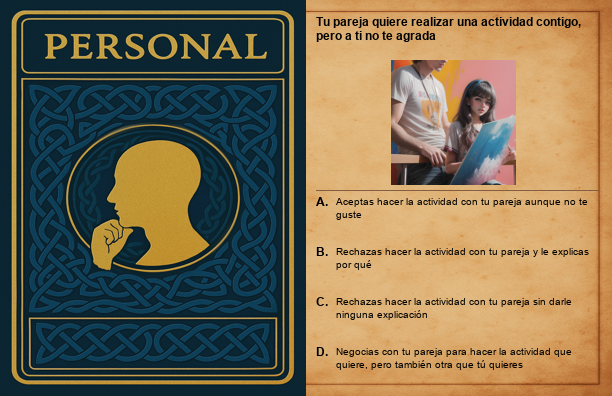 PERSONAL
Tu pareja quiere realizar una actividad contigo,
pero a ti no te agrada
A. Aceptas hacer la actividad con tu pareja aunque no te
guste
B. Rechazas hacer la actividad con tu pareja y le explicas
por qué
C. Rechazas hacer la actividad con tu pareja sin darle
ninguna explicación
D. Negocias con tu pareja para hacer la actividad que
quiere, pero también otra que tú quieres